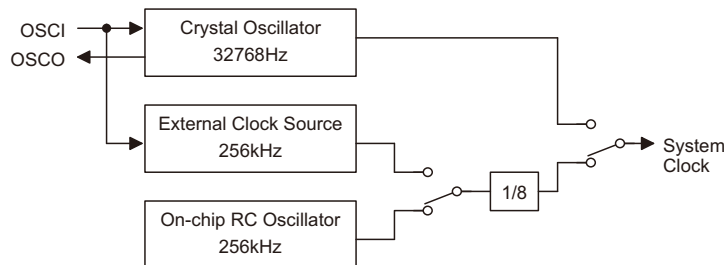 OSCI
OSCO
Crystal Oscillator
32768Hz
External Clock Source
256kHz
On-chip RC Oscillator
256kHz
1/8
System
Clock